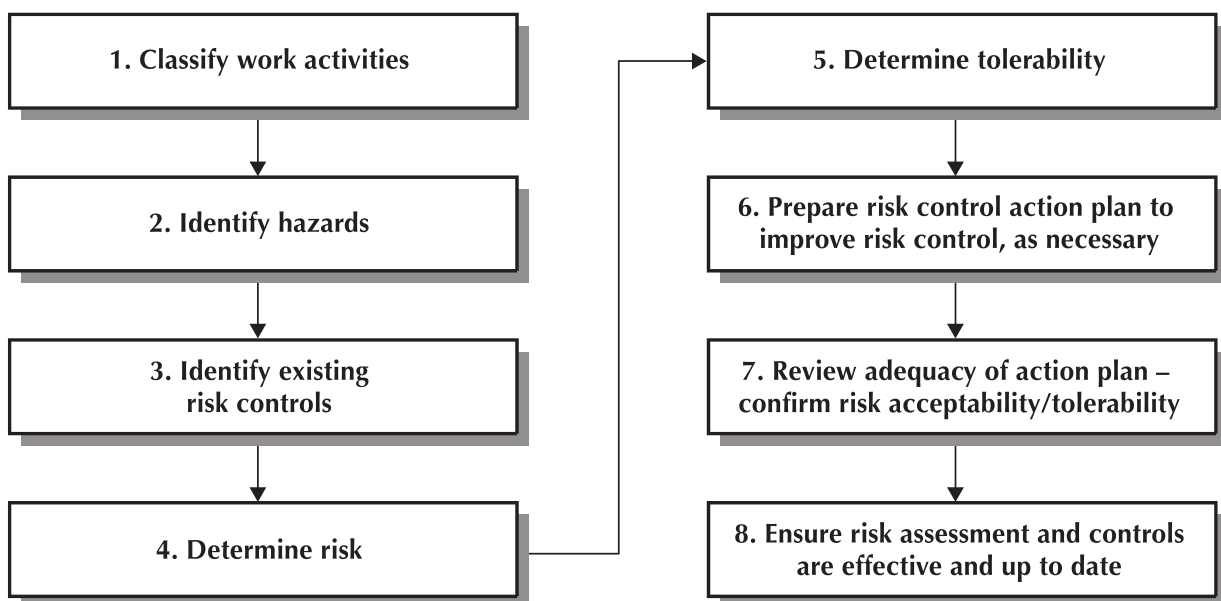 1. Classify work activities
2. Identify hazards
3. Identify existing
risk controls
4. Determine risk
5. Determine tolerability
6. Prepare risk control action plan to
improve risk control, as necessary
7. Review adequacy of action plan –
confirm risk acceptability/tolerability
8. Ensure risk assessment and controls
are effective and up to date